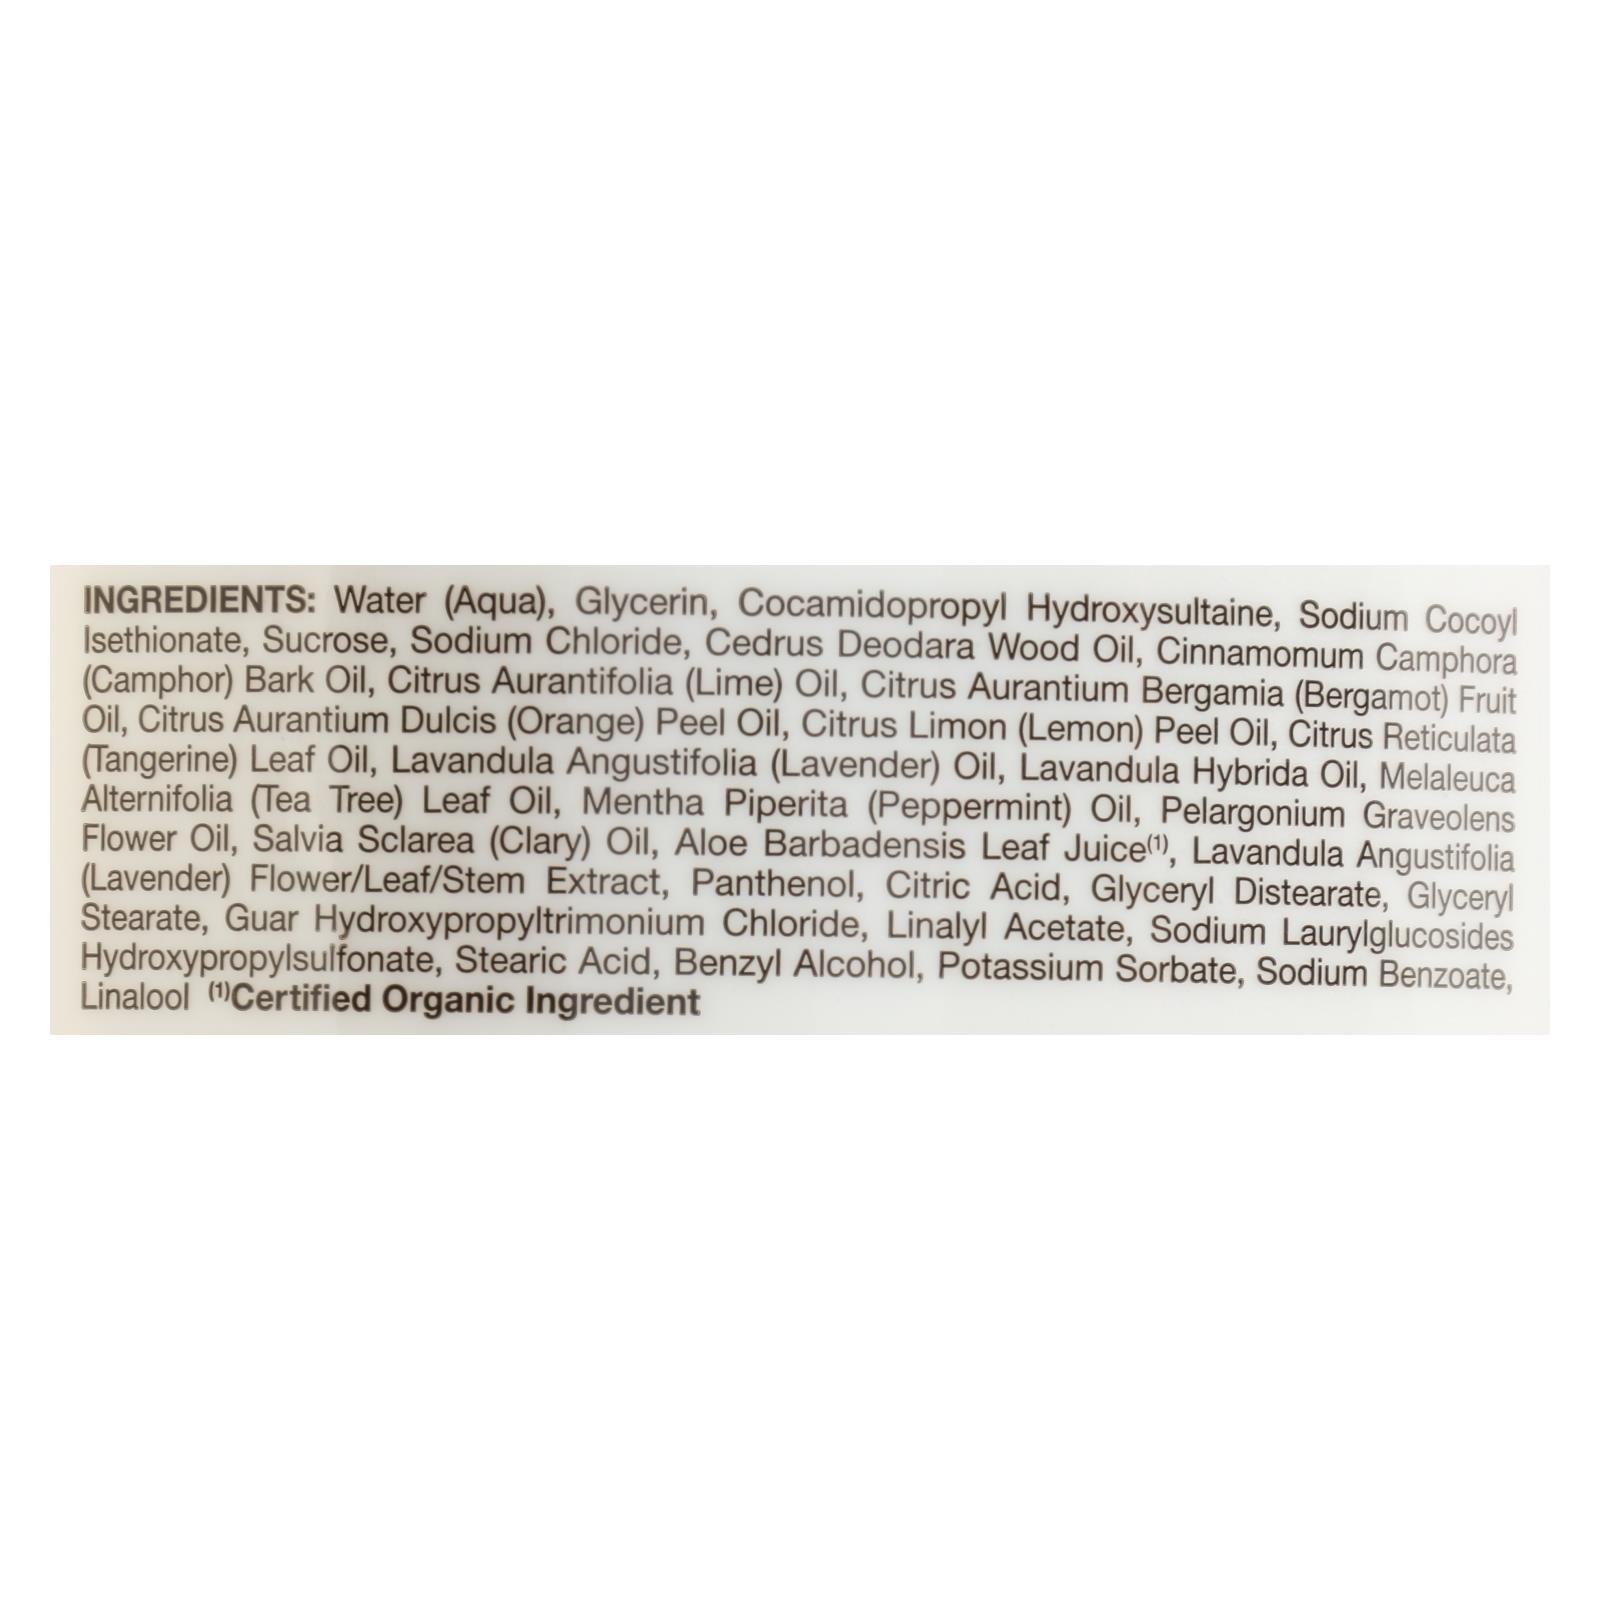 INGREDIENTS: Water (Aqua), Glycerin, Cocamidopropyl Hydroxysultaine, Sodium Cocoyl
Isethionate, Sucrose, Sodium Chloride, Cedrus Deodara Wood Oil, Cinnamomum Camphora
(Camphor) Bark Oil, Citrus Aurantifolia (Lime) Oil, Citrus Aurantium Bergamia (Bergamot) Fruit
Oil, Citrus Aurantium Dulcis (Orange) Peel Oil, Citrus Limon (Lemon) Peel Oil, Citrus Reticulata
(Tangerine) Leaf Oil, Lavandula Angustifolia (Lavender) Oil, Lavandula Hybrida Oil, Melaleuca
Alternifolia (Tea Tree) Leaf Oil, Mentha Piperita (Peppermint) Oil, Pelargonium Graveolens
Flower Oil, Salvia Sclarea (Clary) Oil, Aloe Barbadensis Leaf Juice⁽¹⁾, Lavandula Angustifolia
(Lavender) Flower/Leaf/Stem Extract, Panthenol, Citric Acid, Glyceryl Distearate, Glyceryl
Stearate, Guar Hydroxypropyltrimonium Chloride, Linalyl Acetate, Sodium Laurylglucosides
Hydroxypropylsulfonate, Stearic Acid, Benzyl Alcohol, Potassium Sorbate, Sodium Benzoate,
Linalool ⁽¹⁾Certified Organic Ingredient